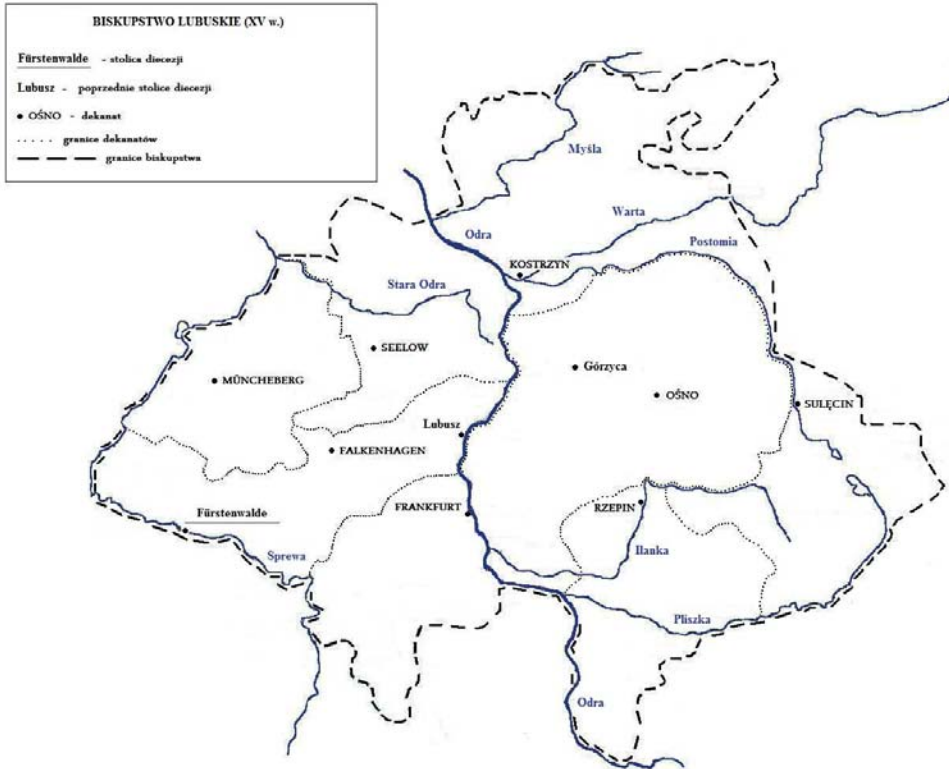 BISKUPSTWO LUBUSKIE (XV w.)
Fürstenwalde - stolica diecezji
Lubusz - poprzednie stolice diecezji
• OŚNO - dekanat
granice dekanatów
granice biskupstwa
Myśla
Warta
Odra
Postomia
KOSTRZYN
Stara Odra
SEELOW
Górzyca
MÜNCHEBERG
OŚNO
SULĘCIN
Lubusz
FALKENHAGEN
RZEPIN
FRANKFURT
Fürstenwalde
Sprewa
Ilanka
Pliszka
Odra